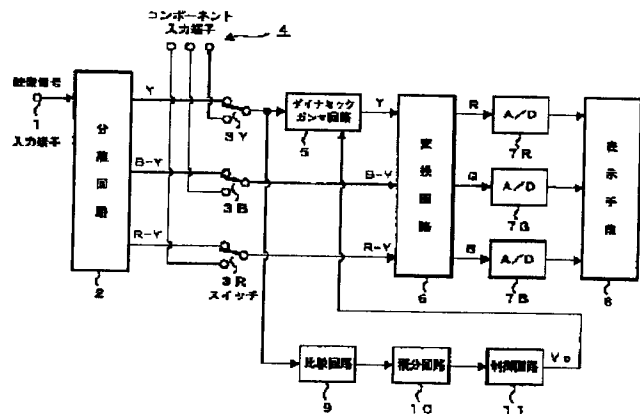 コンポーネント
入力端子
4
映像信号
1
入力端子
分離回路
2
Y
B-Y
R-Y
3Y
3B
3R
スイッチ
ダイナミック
ガンマ回路
5
Y
B-Y
R-Y
変換回路
6
R
G
B
A/D
7R
A/D
7G
A/D
7B
表示手段
8
比較回路
9
積分回路
10
制御回路
11